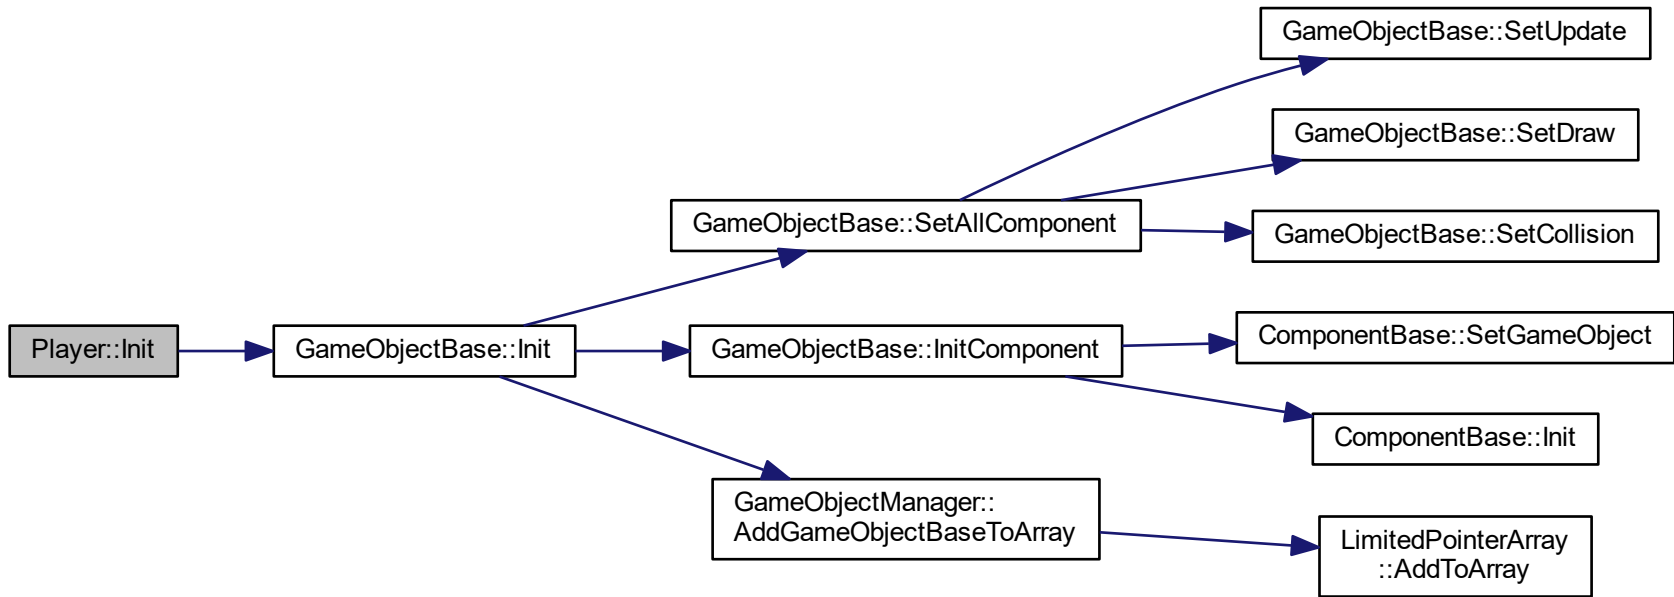 GameObjectBase::SetUpdate
GameObjectBase::SetDraw
GameObjectBase::SetAllComponent
GameObjectBase::SetCollision
Player::Init
GameObjectBase::Init
GameObjectBase::InitComponent
ComponentBase::SetGameObject
ComponentBase::Init
GameObjectManager::
AddGameObjectBaseToArray
LimitedPointerArray
::AddToArray